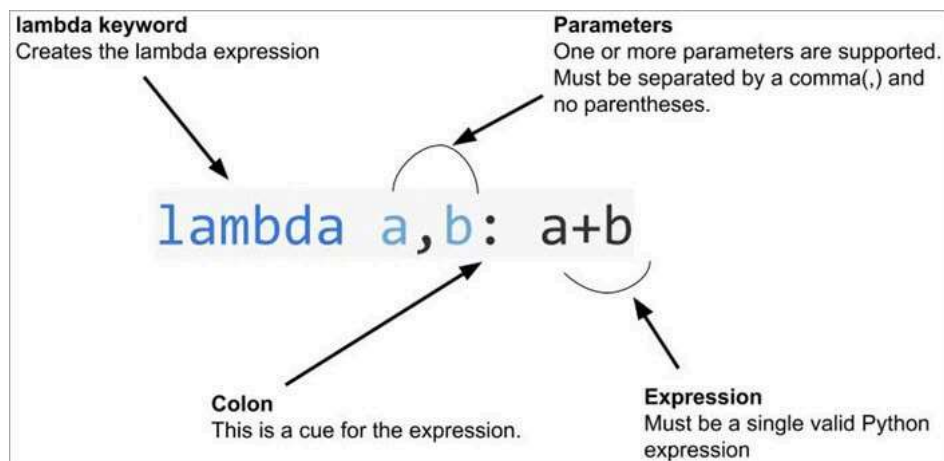 lambda keyword
Creates the lambda expression
Parameters
One or more parameters are supported.
Must be separated by a comma(,) and
no parentheses.
lambda a,b: a+b
Colon
This is a cue for the expression.
Expression
Must be a single valid Python
expression